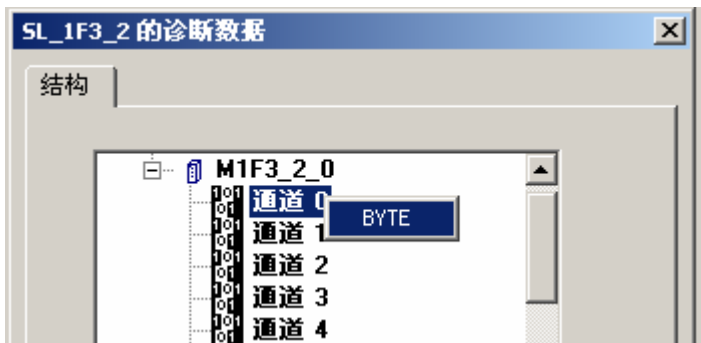 SL_1F3_2 的诊断数据
结构
M1F3_2_0
通道 0
BYTE
通道 1
通道 2
通道 3
通道 4